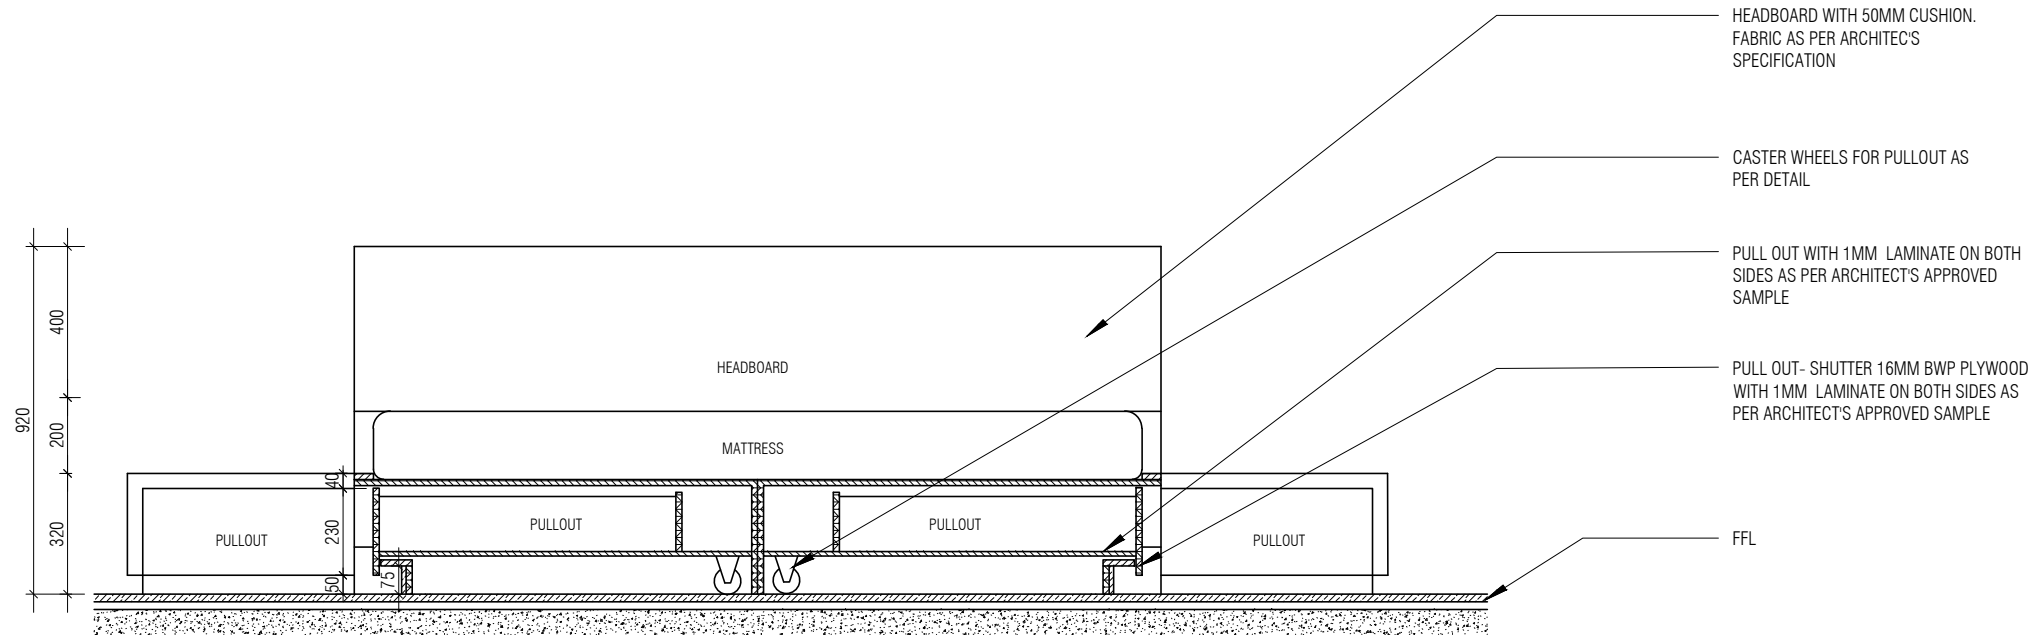 HEADBOARD WITH 50MM CUSHION.
FABRIC AS PER ARCHITEC'S
SPECIFICATION
CASTER WHEELS FOR PULLOUT AS
PER DETAIL
PULL OUT WITH 1MM LAMINATE ON BOTH
SIDES AS PER ARCHITECT'S APPROVED
SAMPLE
PULL OUT- SHUTTER 16MM BWP PLYWOOD
WITH 1MM LAMINATE ON BOTH SIDES AS
PER ARCHITECT'S APPROVED SAMPLE
FFL
920
400
200
320
40
230
50
75
HEADBOARD
MATTRESS
PULLOUT
PULLOUT
PULLOUT
PULLOUT